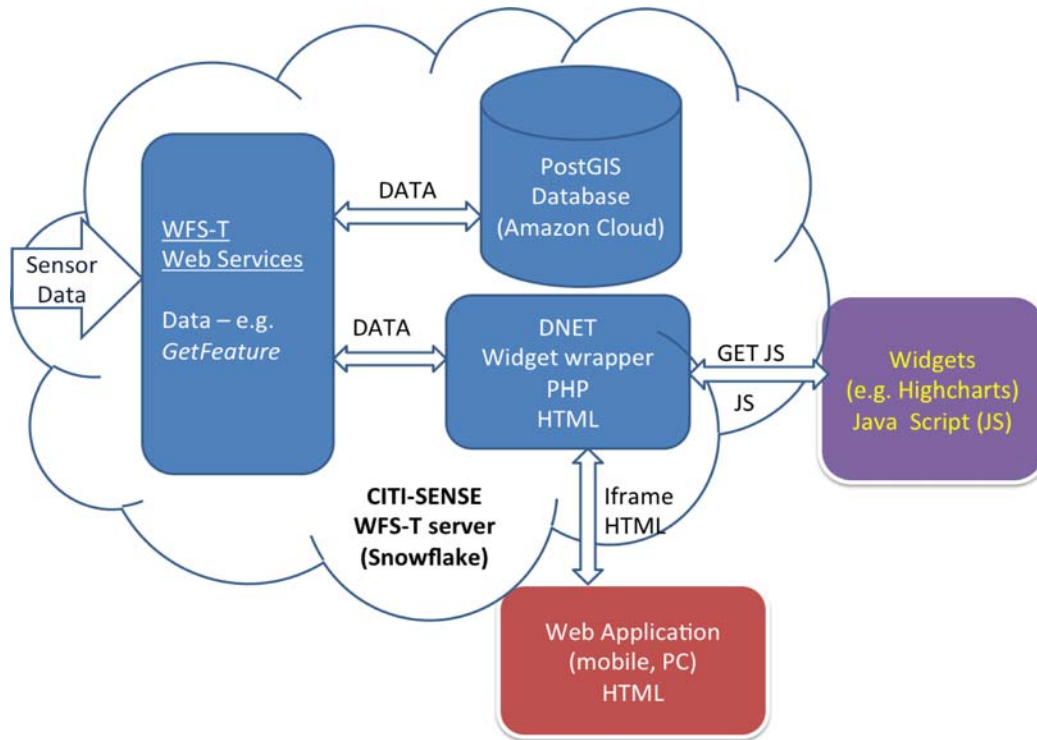 Sensor
Data
WFS-T
Web Services
Data – e.g.
GetFeature
DATA
DATA
PostGIS
Database
(Amazon Cloud)
DNET
Widget wrapper
PHP
HTML
GET JS
JS
Widgets
(e.g. Highcharts)
Java Script (JS)
CITI-SENSE
WFS-T server
(Snowflake)
Iframe
HTML
Web Application
(mobile, PC)
HTML